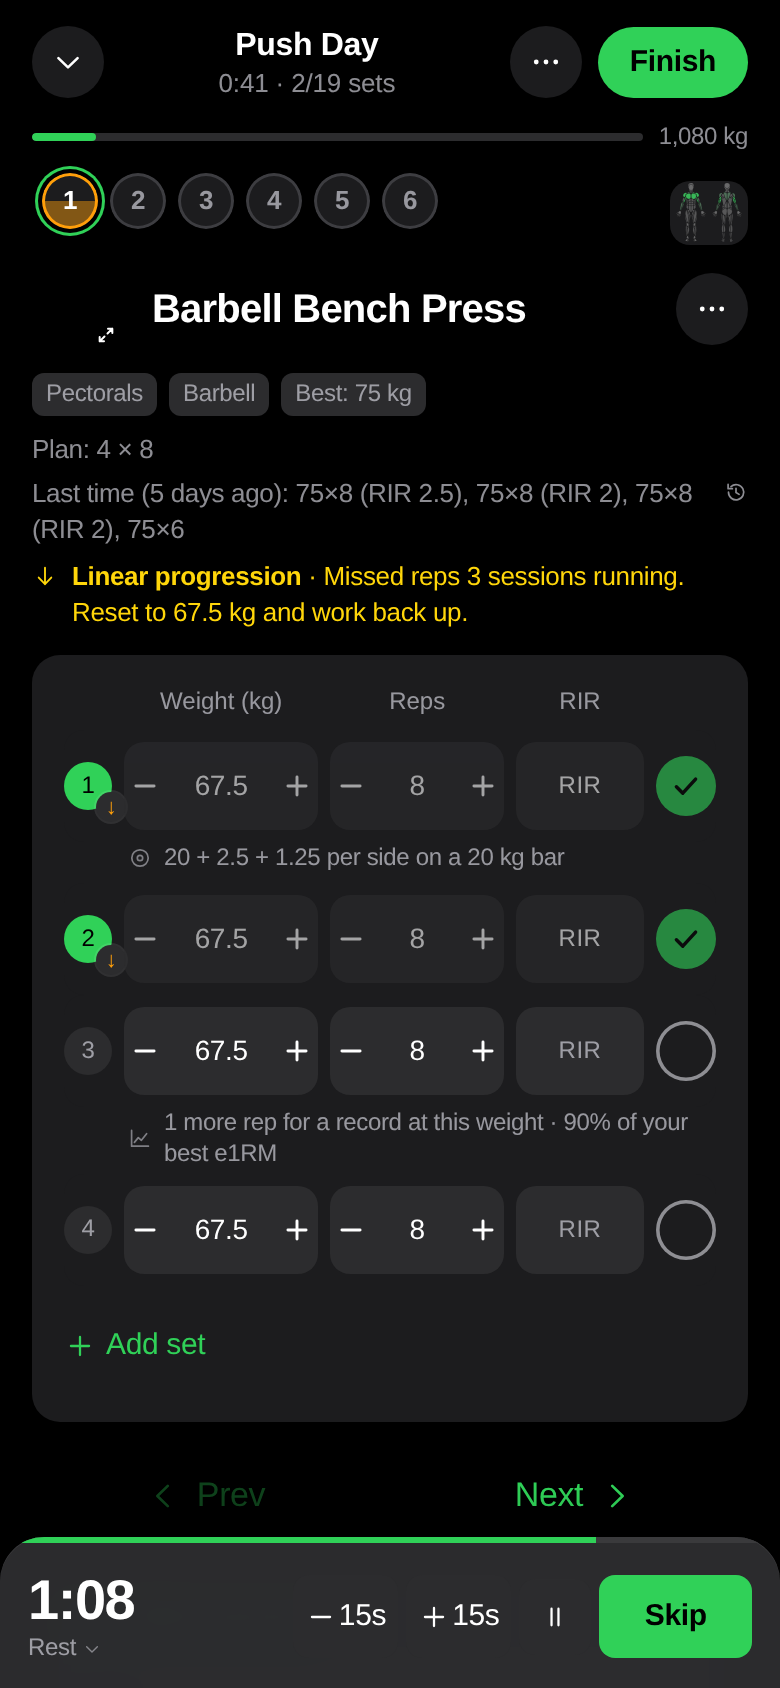 Push Day
0:41 · 2/19 sets
Finish
1,080 kg
1 2 3 4 5 6
Barbell Bench Press
Pectorals Barbell Best: 75 kg
Plan: 4 × 8
Last time (5 days ago): 75×8 (RIR 2.5), 75×8 (RIR 2), 75×8
(RIR 2), 75×6
↓ Linear progression · Missed reps 3 sessions running.
Reset to 67.5 kg and work back up.
Weight (kg) Reps RIR
1 ↓ − 67.5 + − 8 + RIR
20 + 2.5 + 1.25 per side on a 20 kg bar
2 ↓ − 67.5 + − 8 + RIR
3 − 67.5 + − 8 + RIR
1 more rep for a record at this weight · 90% of your
best e1RM
4 − 67.5 + − 8 + RIR
+ Add set
Prev Next
1:08
Rest
− 15s + 15s Skip